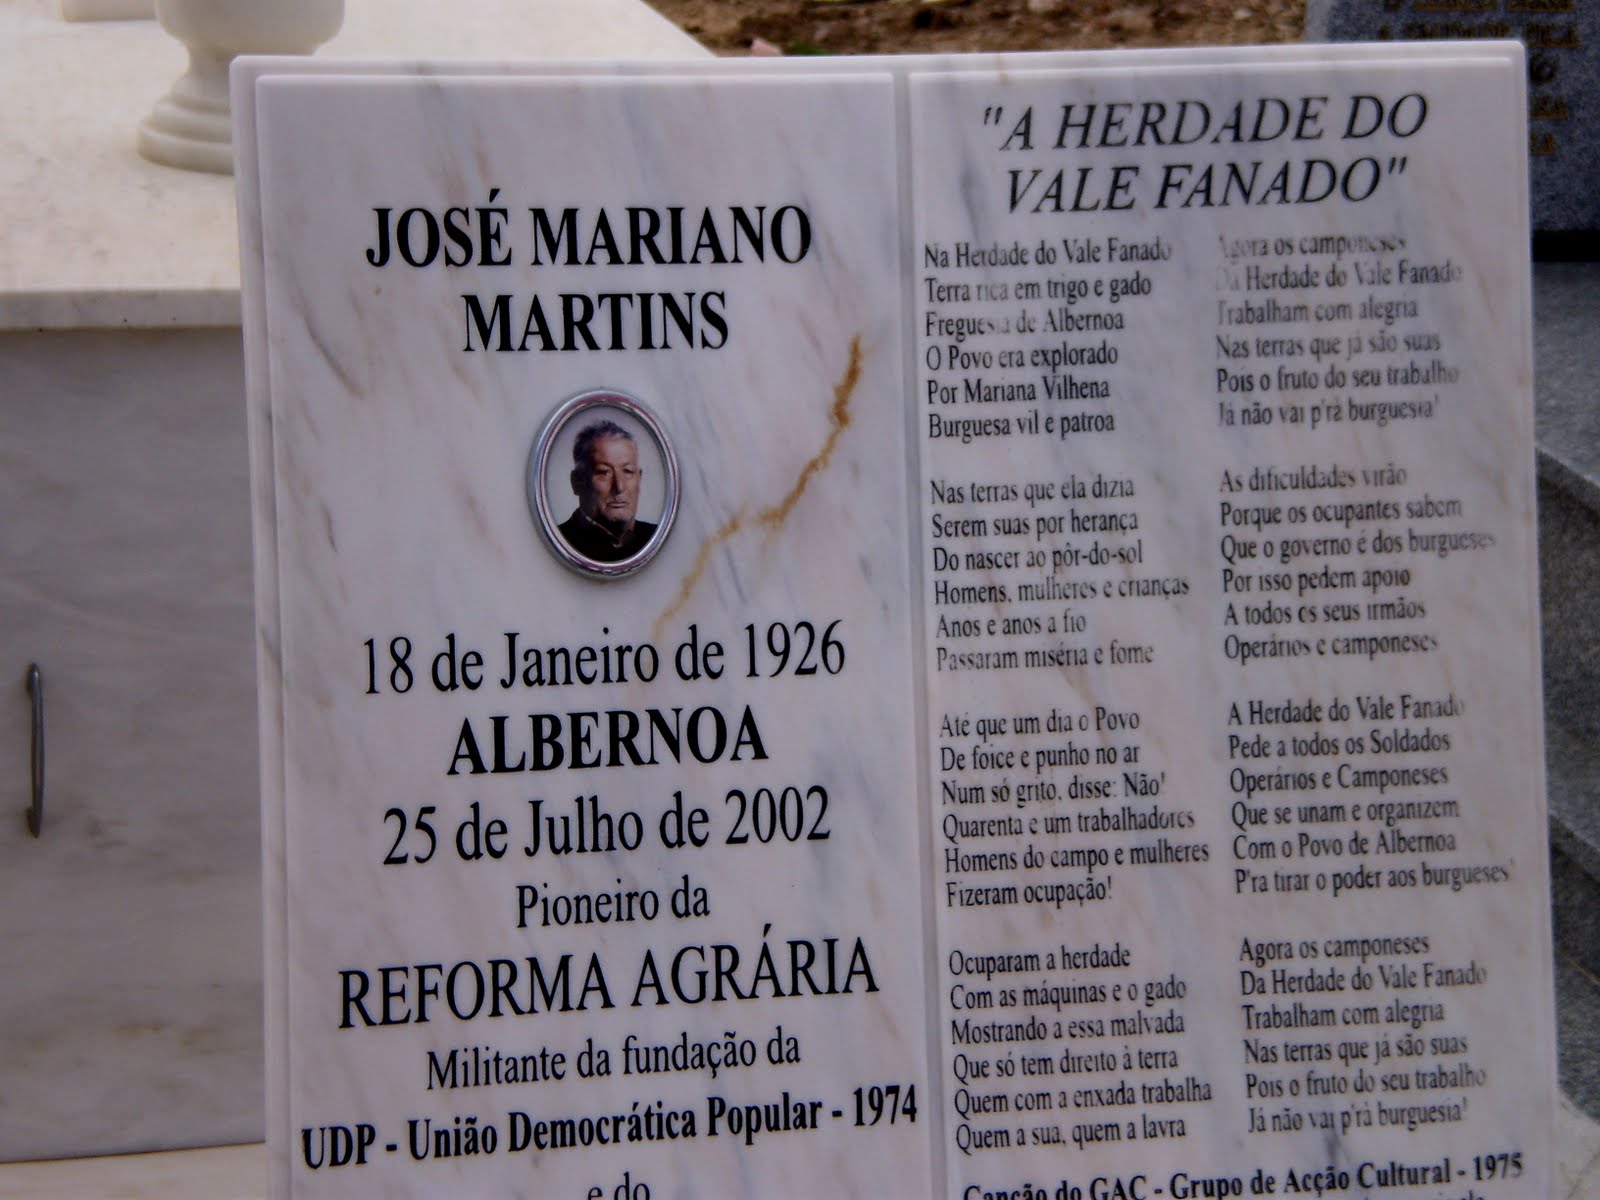 JOSÉ MARIANO
MARTINS
18 de Janeiro de 1926
ALBERNOA
25 de Julho de 2002
Pioneiro da
REFORMA AGRÁRIA
Militante da fundação da
UDP - União Democrática Popular - 1974
e do
"A HERDADE DO
VALE FANADO"
Na Herdade do Vale Fanado
Terra rica em trigo e gado
Freguesia de Albernoa
O Povo era explorado
Por Mariana Vilhena
Burguesa vil e patroa
Nas terras que ela dizia
Serem suas por herança
Do nascer ao pôr-do-sol
Homens, mulheres e crianças
Anos e anos a fio
Passaram miséria e fome
Até que um dia o Povo
De foice e punho no ar
Num só grito, disse: Não!
Quarenta e um trabalhadores
Homens do campo e mulheres
Fizeram ocupação!
Ocuparam a herdade
Com as máquinas e o gado
Mostrando a essa malvada
Que só tem direito à terra
Quem com a enxada trabalha
Quem a sua, quem a lavra
Agora os camponeses
Da Herdade do Vale Fanado
Trabalham com alegria
Nas terras que já são suas
Pois o fruto do seu trabalho
Já não vai p'rà burguesia!
As dificuldades virão
Porque os ocupantes sabem
Que o governo é dos burgueses
Por isso pedem apoio
A todos os seus irmãos
Operários e camponeses
A Herdade do Vale Fanado
Pede a todos os Soldados
Operários e Camponeses
Que se unam e organizem
Com o Povo de Albernoa
P'ra tirar o poder aos burgueses!
Agora os camponeses
Da Herdade do Vale Fanado
Trabalham com alegria
Nas terras que já são suas
Pois o fruto do seu trabalho
Já não vai p'rà burguesia!
Canção do GAC - Grupo de Acção Cultural - 1975